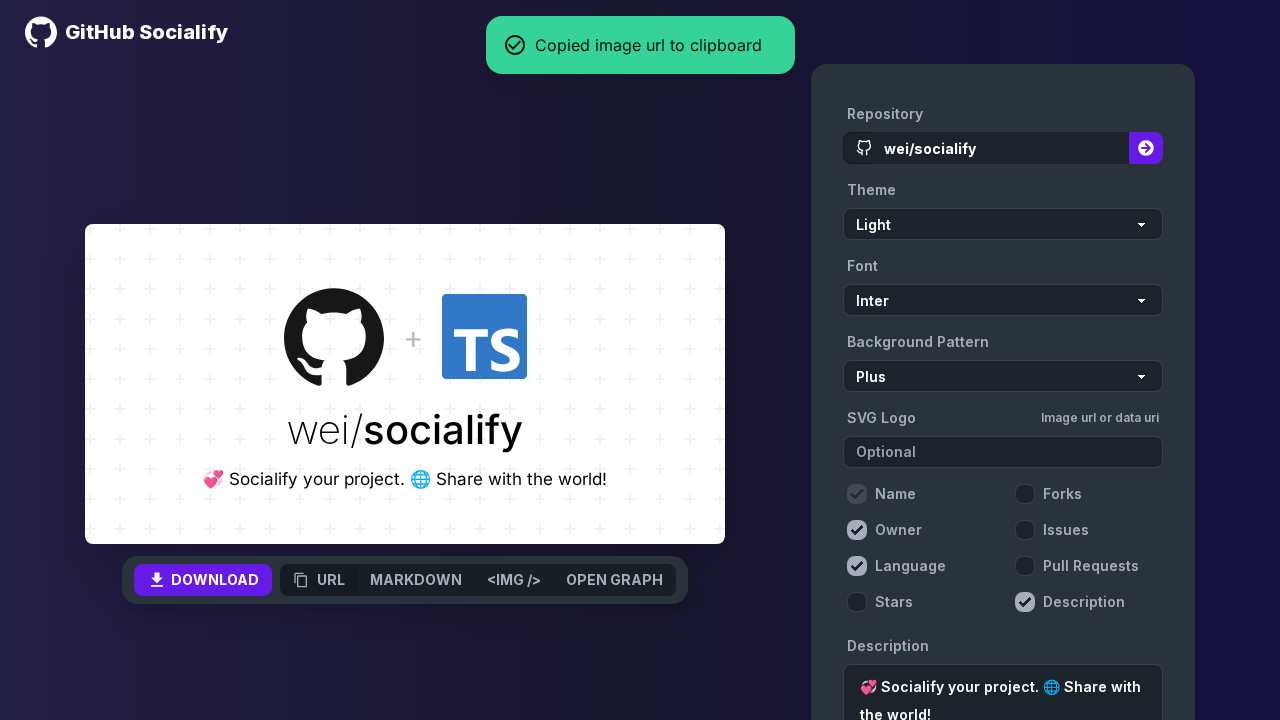 GitHub Socialify
Copied image url to clipboard
Repository
wei/socialify
Theme
Light
Font
Inter
Background Pattern
Plus
SVG Logo
Image url or data uri
Optional
Name
Forks
Owner
Issues
Language
Pull Requests
Stars
Description
Description
💞 Socialify your project. 🌐 Share with
the world!
+
TS
wei/socialify
💞 Socialify your project. 🌐 Share with the world!
DOWNLOAD
URL
MARKDOWN
<IMG />
OPEN GRAPH